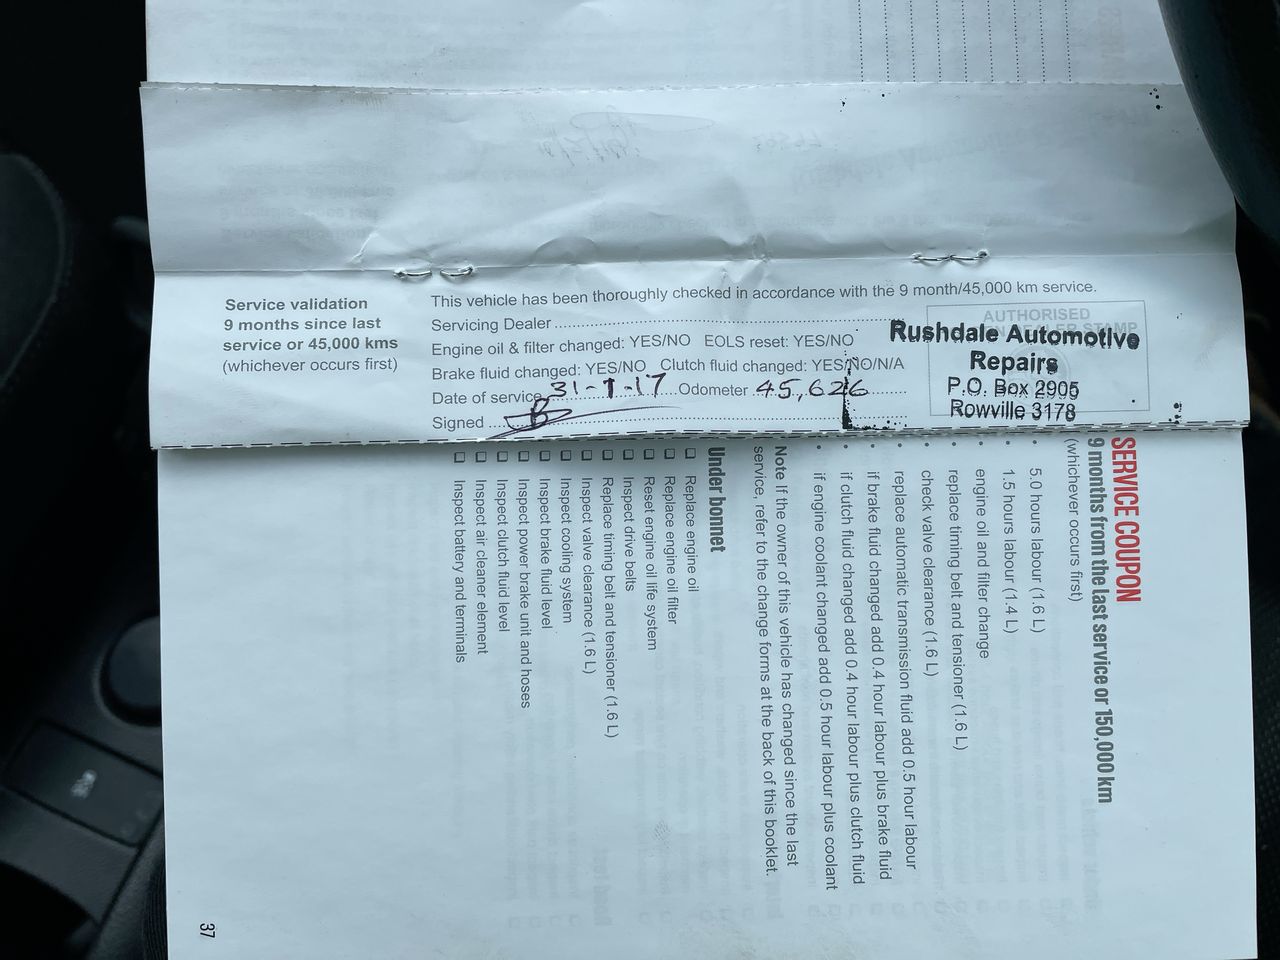 Service validation
9 months since last
service or 45,000 kms
(whichever occurs first)
This vehicle has been thoroughly checked in accordance with the 9 month/45,000 km service.
Servicing Dealer
Engine oil & filter changed: YES/NO EOLS reset: YES/NO
Brake fluid changed: YES/NO Clutch fluid changed: YES/NO/N/A
Date of service 31-7-17 Odometer 45,626
Signed
AUTHORISED
Rushdale Automotive
Repairs
P.O. Box 2905
Rowville 3178
SERVICE COUPON
9 months from the last service or 150,000 km
(whichever occurs first)
• 5.0 hours labour (1.6 L)
• 1.5 hours labour (1.4 L)
• engine oil and filter change
• replace timing belt and tensioner (1.6 L)
• check valve clearance (1.6 L)
• replace automatic transmission fluid add 0.5 hour labour
• if brake fluid changed add 0.4 hour labour plus brake fluid
• if clutch fluid changed add 0.4 hour labour plus clutch fluid
• if engine coolant changed add 0.5 hour labour plus coolant
Note If the owner of this vehicle has changed since the last
service, refer to the change forms at the back of this booklet.
Under bonnet
❑ Replace engine oil
❑ Replace engine oil filter
❑ Reset engine oil life system
❑ Inspect drive belts
❑ Replace timing belt and tensioner (1.6 L)
❑ Inspect valve clearance (1.6 L)
❑ Inspect cooling system
❑ Inspect brake fluid level
❑ Inspect power brake unit and hoses
❑ Inspect clutch fluid level
❑ Inspect air cleaner element
❑ Inspect battery and terminals
37